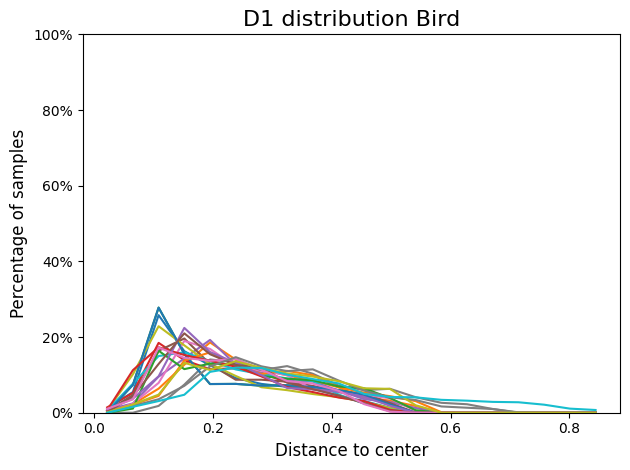 D1 distribution Bird
100%
80%
60%
40%
20%
0%
Percentage of samples
0.0 0.2 0.4 0.6 0.8
Distance to center